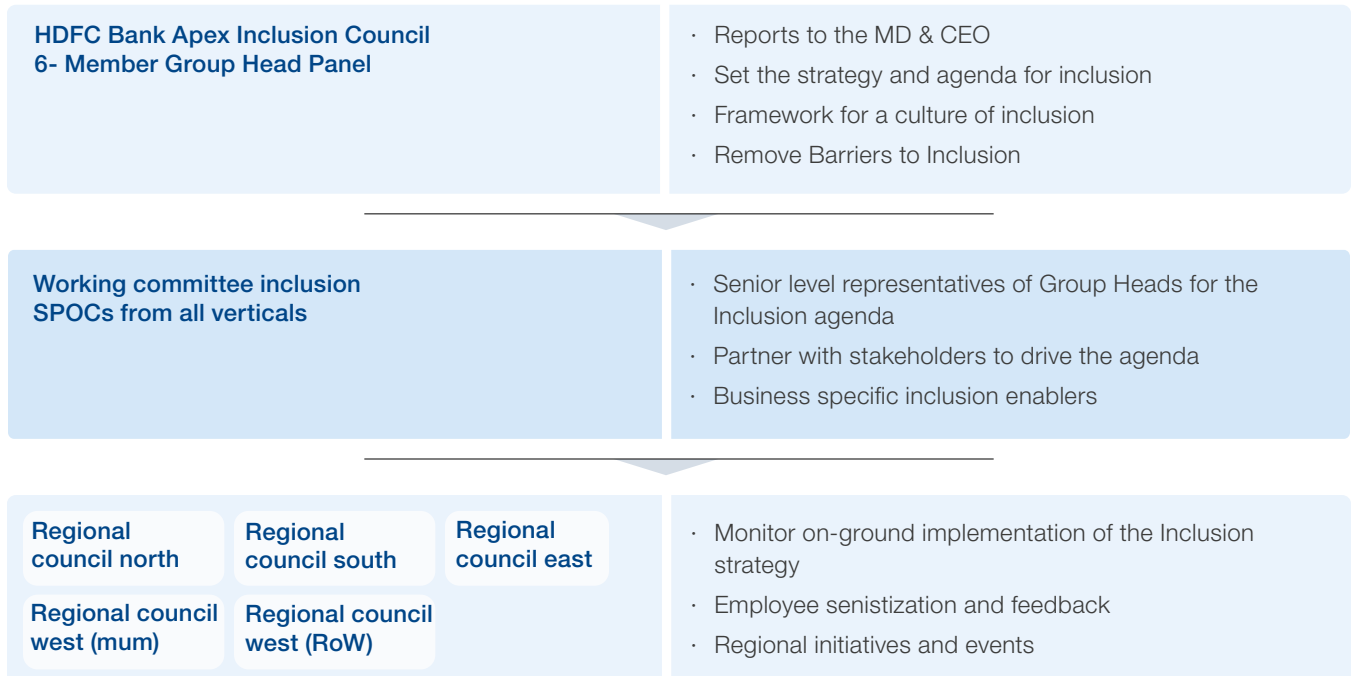 HDFC Bank Apex Inclusion Council
6- Member Group Head Panel
· Reports to the MD & CEO
· Set the strategy and agenda for inclusion
· Framework for a culture of inclusion
· Remove Barriers to Inclusion
Working committee inclusion
SPOCs from all verticals
· Senior level representatives of Group Heads for the
Inclusion agenda
· Partner with stakeholders to drive the agenda
· Business specific inclusion enablers
Regional
council north
Regional
council south
Regional
council east
Regional council
west (mum)
Regional council
west (RoW)
· Monitor on-ground implementation of the Inclusion
strategy
· Employee senistization and feedback
· Regional initiatives and events